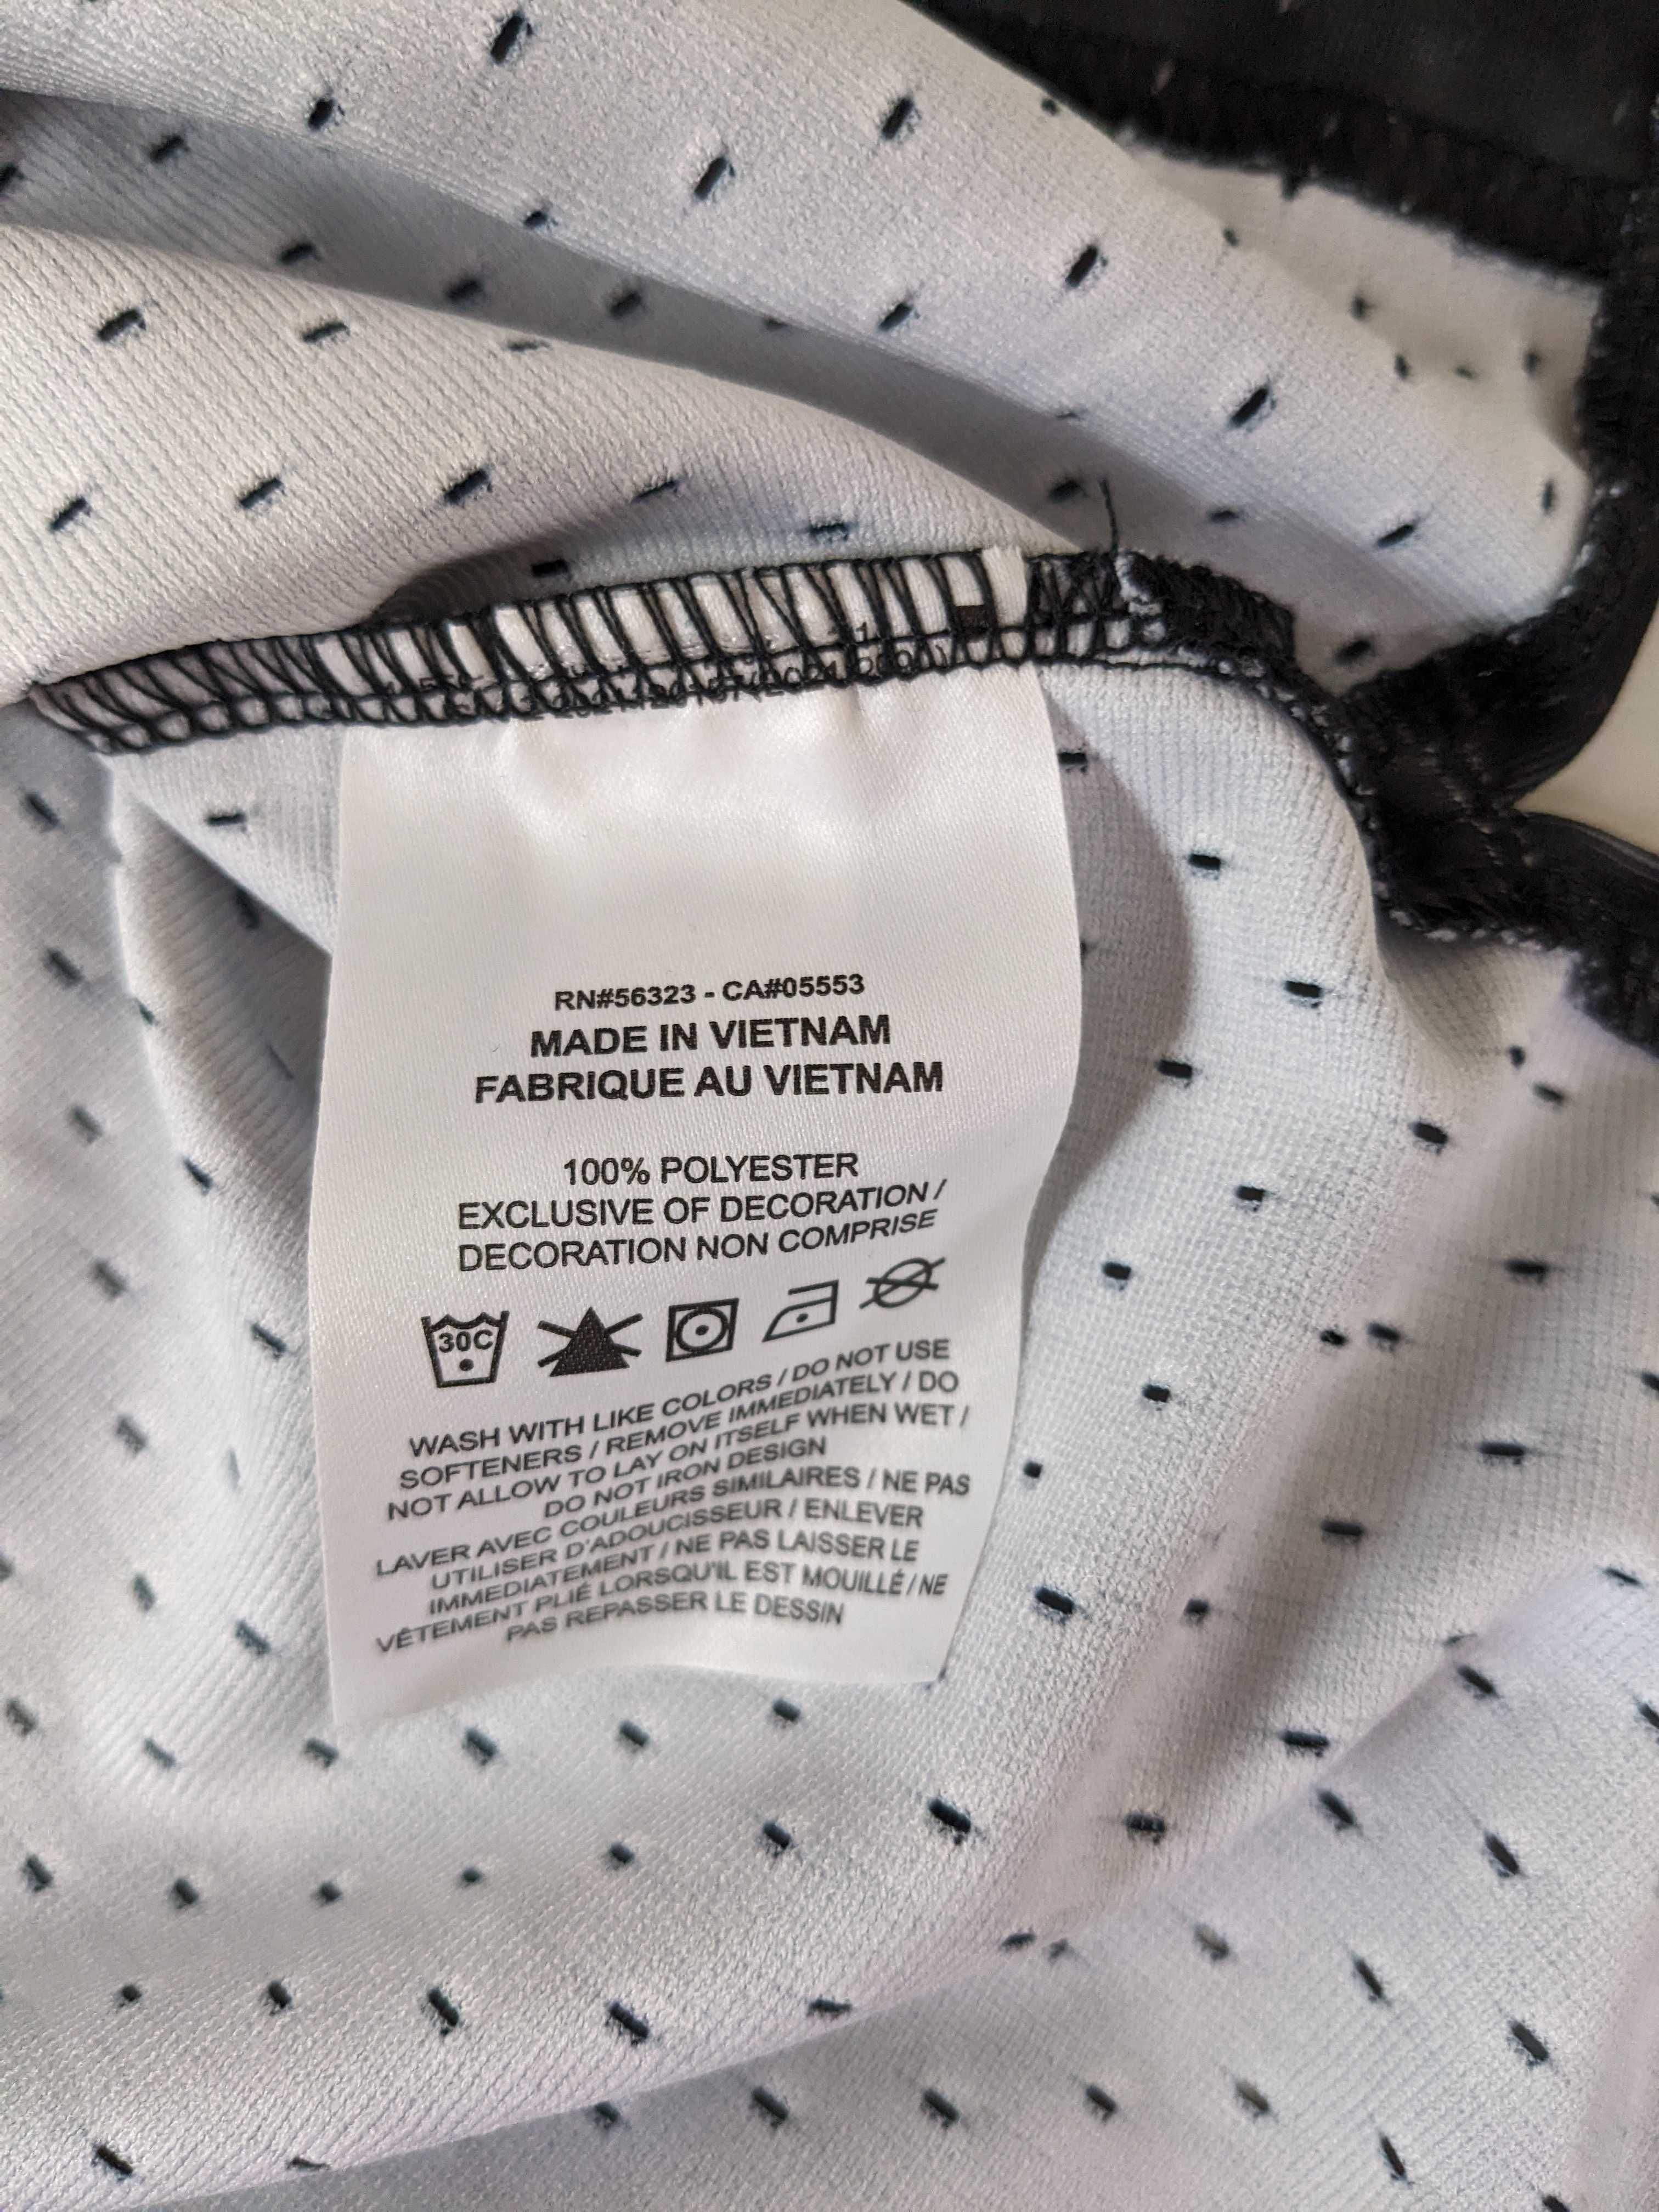 RN#56323 - CA#05553
MADE IN VIETNAM
FABRIQUE AU VIETNAM
100% POLYESTER
EXCLUSIVE OF DECORATION /
DECORATION NON COMPRISE
30C
WASH WITH LIKE COLORS / DO NOT USE
SOFTENERS / REMOVE IMMEDIATELY / DO
NOT ALLOW TO LAY ON ITSELF WHEN WET /
DO NOT IRON DESIGN
LAVER AVEC COULEURS SIMILAIRES / NE PAS
UTILISER D'ADOUCISSEUR / ENLEVER
IMMEDIATEMENT / NE PAS LAISSER LE
VÊTEMENT PLIÉ LORSQU'IL EST MOUILLÉ / NE
PAS REPASSER LE DESSIN